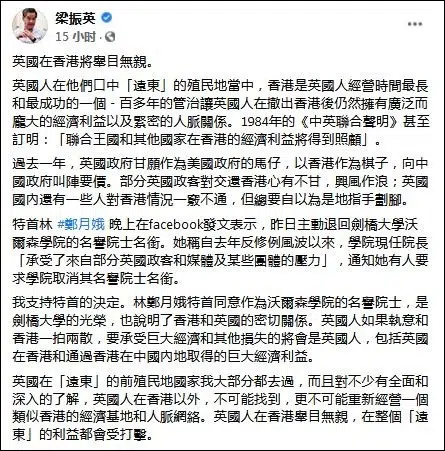 梁振英
15 小时 ·
英國在香港將舉目無親。
英國人在他們口中「遠東」的殖民地當中，香港是英國人經營時間最長
和最成功的一個 - 百多年的管治讓英國人在撤出香港後仍然擁有廣泛而
龐大的經濟利益以及緊密的人脈關係。1984年的《中英聯合聲明》甚至
訂明：「聯合王國和其他國家在香港的經濟利益將得到照顧」。
過去一年，英國政府甘願作為美國政府的馬仔，以香港作為棋子，向中
國政府叫陣要價。部分英國政客對交還香港心有不甘，興風作浪；英國
國內還有一些人對香港情況一竅不通，但總要自以為是地指手劃腳。
特首林 #鄭月娥 晚上在facebook發文表示，昨日主動退回劍橋大學沃
爾森學院的名譽院士名銜。她稱自去年反修例風波以來，學院現任院長
「承受了來自部分英國政客和媒體及某些團體的壓力」，通知她有人要
求學院取消其名譽院士名銜。
我支持特首的決定。林鄭月娥特首同意作為沃爾森學院的名譽院士，是
劍橋大學的光榮，也說明了香港和英國的密切關係。英國人如果執意和
香港一拍兩散，要承受巨大經濟和其他損失的將會是英國人，包括英國
在香港和通過香港在中國內地取得的巨大經濟利益。
英國在「遠東」的前殖民地國家我大部分都去過，而且對不少有全面和
深入的了解，英國人在香港以外，不可能找到，更不可能重新經營一個
類似香港的經濟基地和人脈網絡。英國人在香港舉目無親，在整個「遠
東」的利益都會受打擊。